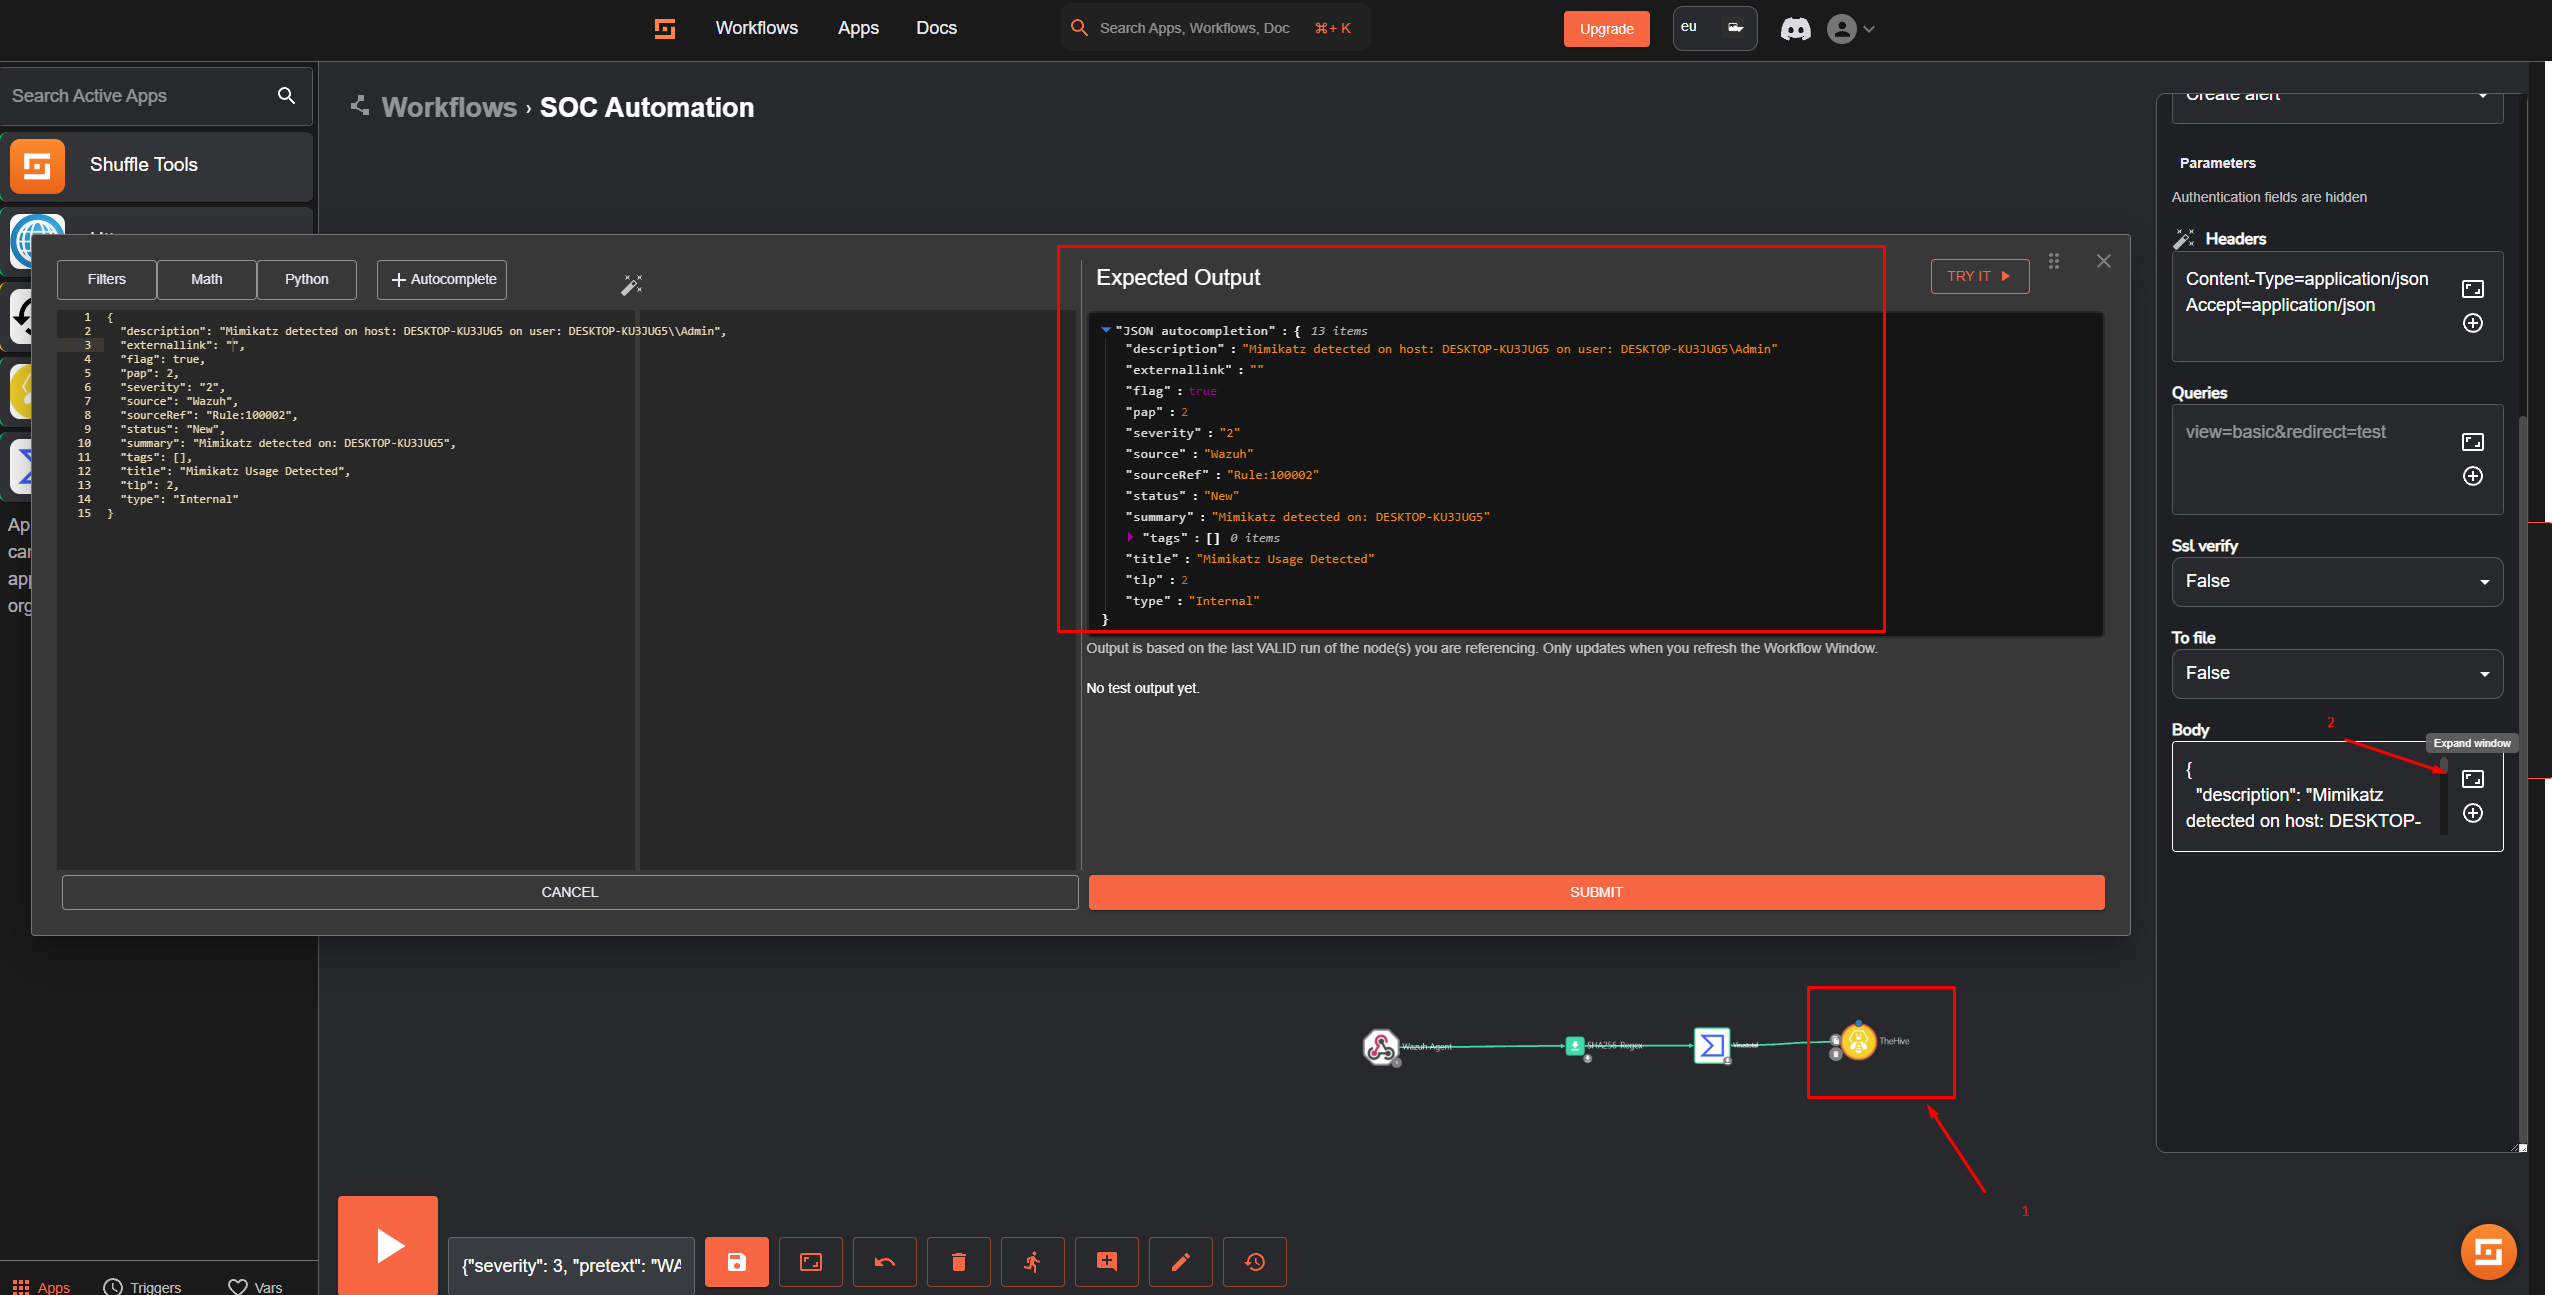 Workflows
Apps
Docs
Search Apps, Workflows, Doc
⌘+ K
Upgrade
eu
Search Active Apps
Shuffle Tools
Workflows › SOC Automation
Create alert
Parameters
Authentication fields are hidden
Headers
Content-Type=application/json
Accept=application/json
Queries
view=basic&redirect=test
Ssl verify
False
To file
False
Body
2
Expand window
{
"description": "Mimikatz
detected on host: DESKTOP-
Filters
Math
Python
+ Autocomplete
1 {
2 "description": "Mimikatz detected on host: DESKTOP-KU3JUG5 on user: DESKTOP-KU3JUG5\\Admin",
3 "externallink": "",
4 "flag": true,
5 "pap": 2,
6 "severity": "2",
7 "source": "Wazuh",
8 "sourceRef": "Rule:100002",
9 "status": "New",
10 "summary": "Mimikatz detected on: DESKTOP-KU3JUG5",
11 "tags": [],
12 "title": "Mimikatz Usage Detected",
13 "tlp": 2,
14 "type": "Internal"
15 }
Expected Output
TRY IT
"JSON autocompletion" : { 13 items
"description" : "Mimikatz detected on host: DESKTOP-KU3JUG5 on user: DESKTOP-KU3JUG5\Admin"
"externallink" : ""
"flag" : true
"pap" : 2
"severity" : "2"
"source" : "Wazuh"
"sourceRef" : "Rule:100002"
"status" : "New"
"summary" : "Mimikatz detected on: DESKTOP-KU3JUG5"
"tags" : [] 0 items
"title" : "Mimikatz Usage Detected"
"tlp" : 2
"type" : "Internal"
}
Output is based on the last VALID run of the node(s) you are referencing. Only updates when you refresh the Workflow Window.
No test output yet.
CANCEL
SUBMIT
Ap
car
app
org
Wazuh Agent
SHA256-Regex
Virustotal
TheHive
1
{"severity": 3, "pretext": "WA
Apps
Triggers
Vars